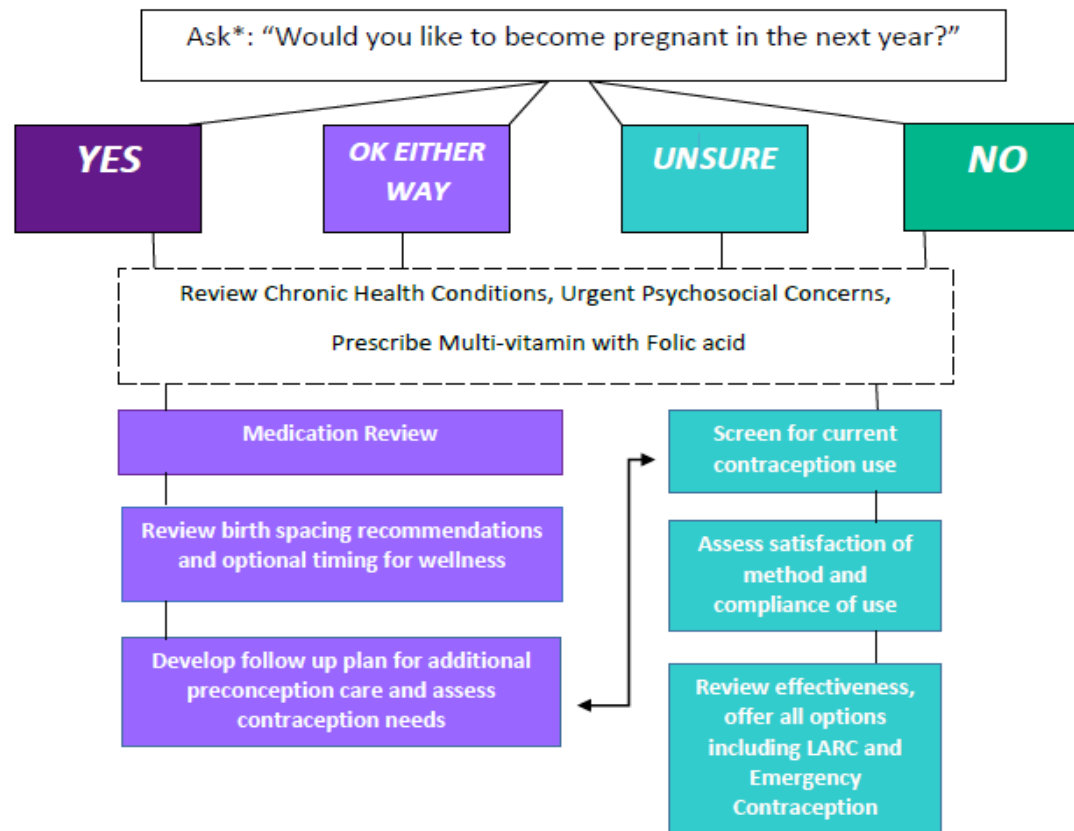 Ask*: “Would you like to become pregnant in the next year?”
YES
OK EITHER
WAY
UNSURE
NO
Review Chronic Health Conditions, Urgent Psychosocial Concerns,
Prescribe Multi-vitamin with Folic acid
Medication Review
Review birth spacing recommendations
and optional timing for wellness
Develop follow up plan for additional
preconception care and assess
contraception needs
Screen for current
contraception use
Assess satisfaction of
method and
compliance of use
Review effectiveness,
offer all options
including LARC and
Emergency
Contraception